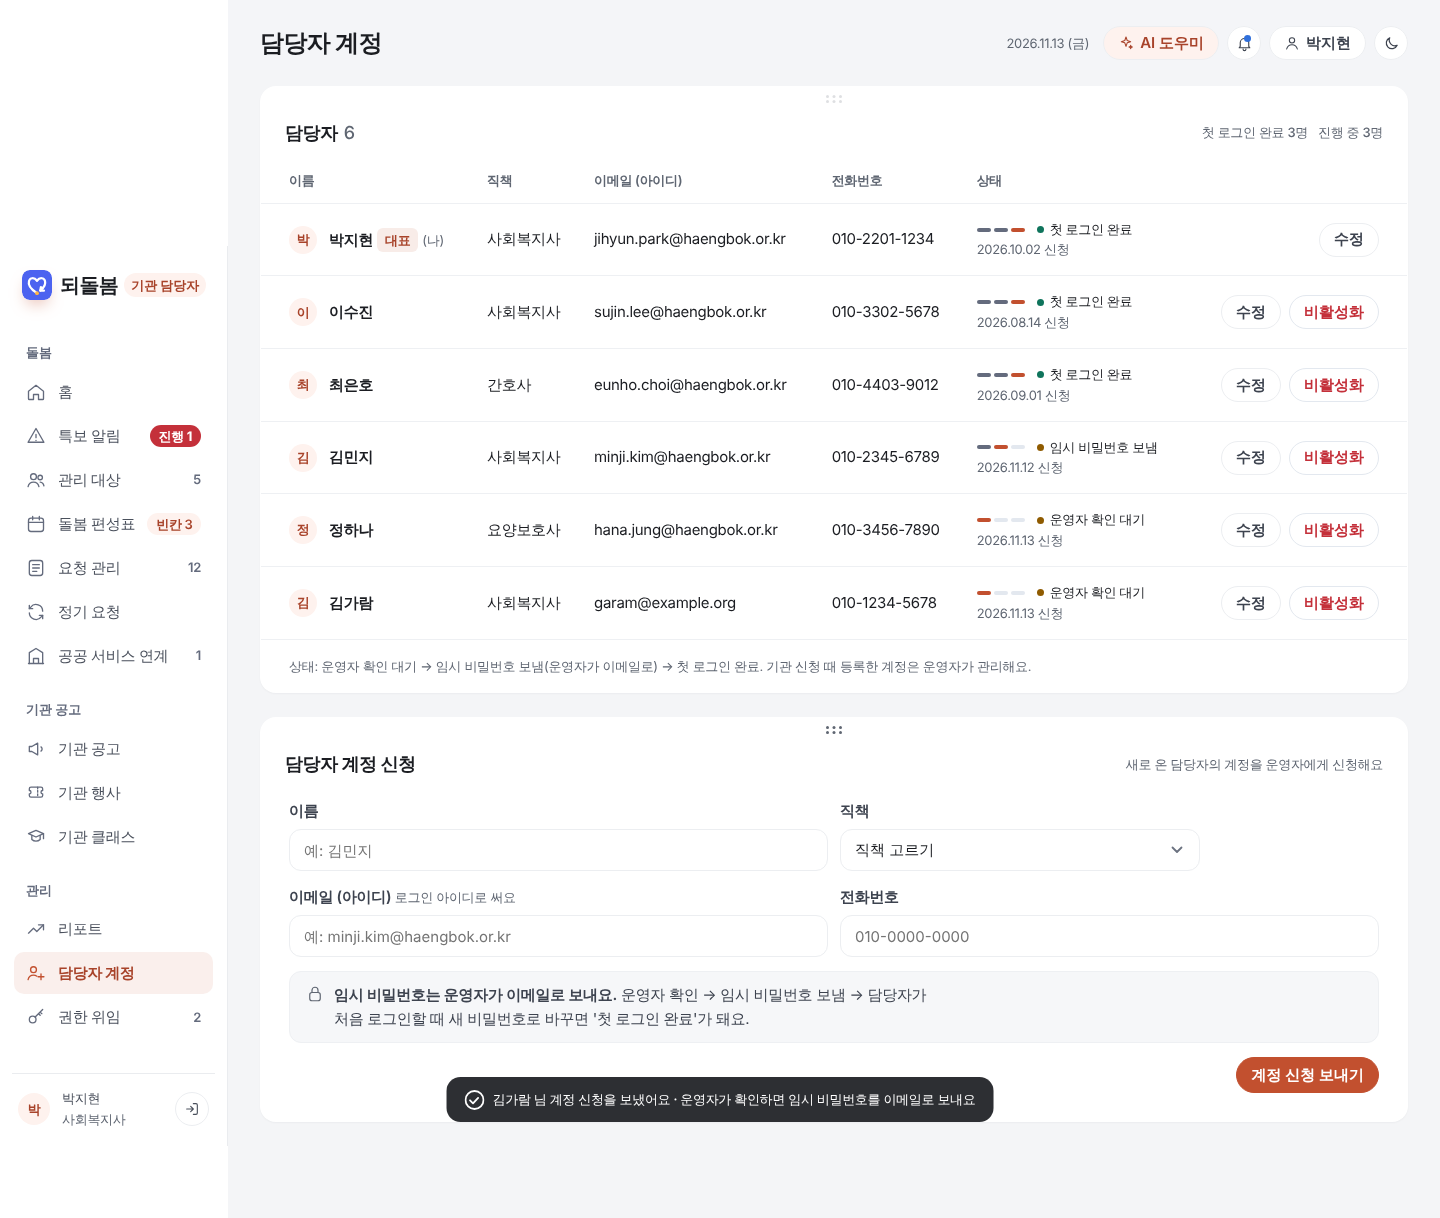 담당자 계정
2026.11.13 (금)
AI 도우미
박지현
되돌봄 기관 담당자
돌봄
홈
특보 알림 진행 1
관리 대상 5
돌봄 편성표 빈칸 3
요청 관리 12
정기 요청
공공 서비스 연계 1
기관 공고
기관 공고
기관 행사
기관 클래스
관리
리포트
담당자 계정
권한 위임 2
박 박지현
사회복지사
담당자 6
첫 로그인 완료 3명 진행 중 3명
이름 직책 이메일 (아이디) 전화번호 상태
박 박지현 대표 (나) 사회복지사 jihyun.park@haengbok.or.kr 010-2201-1234 첫 로그인 완료 수정
2026.10.02 신청
이 이수진 사회복지사 sujin.lee@haengbok.or.kr 010-3302-5678 첫 로그인 완료 수정 비활성화
2026.08.14 신청
최 최은호 간호사 eunho.choi@haengbok.or.kr 010-4403-9012 첫 로그인 완료 수정 비활성화
2026.09.01 신청
김 김민지 사회복지사 minji.kim@haengbok.or.kr 010-2345-6789 임시 비밀번호 보냄 수정 비활성화
2026.11.12 신청
정 정하나 요양보호사 hana.jung@haengbok.or.kr 010-3456-7890 운영자 확인 대기 수정 비활성화
2026.11.13 신청
김 김가람 사회복지사 garam@example.org 010-1234-5678 운영자 확인 대기 수정 비활성화
2026.11.13 신청
상태: 운영자 확인 대기 → 임시 비밀번호 보냄(운영자가 이메일로) → 첫 로그인 완료. 기관 신청 때 등록한 계정은 운영자가 관리해요.
담당자 계정 신청
새로 온 담당자의 계정을 운영자에게 신청해요
이름 직책
예: 김민지 직책 고르기
이메일 (아이디) 로그인 아이디로 써요 전화번호
예: minji.kim@haengbok.or.kr 010-0000-0000
임시 비밀번호는 운영자가 이메일로 보내요. 운영자 확인 → 임시 비밀번호 보냄 → 담당자가
처음 로그인할 때 새 비밀번호로 바꾸면 '첫 로그인 완료'가 돼요.
계정 신청 보내기
김가람 님 계정 신청을 보냈어요 · 운영자가 확인하면 임시 비밀번호를 이메일로 보내요